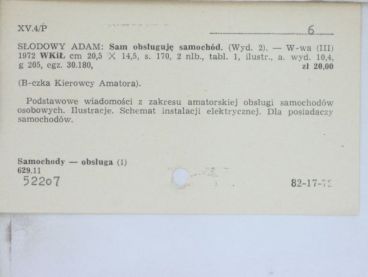 XV.4/P
6
SŁODOWY ADAM: Sam obsługuję samochód. (Wyd. 2). — W-wa (III)
1972 WKiŁ cm 20,5 X 14,5, s. 170, 2 nlb., tabl. 1, ilustr., a. wyd. 10,4,
g 205, egz. 30.180, zł 20,00
(B-czka Kierowcy Amatora).
Podstawowe wiadomości z zakresu amatorskiej obsługi samochodów
osobowych. Ilustracje. Schemat instalacji elektrycznej. Dla posiadaczy
samochodów.
Samochody — obsługa (1)
629.11
52207
82-17-72